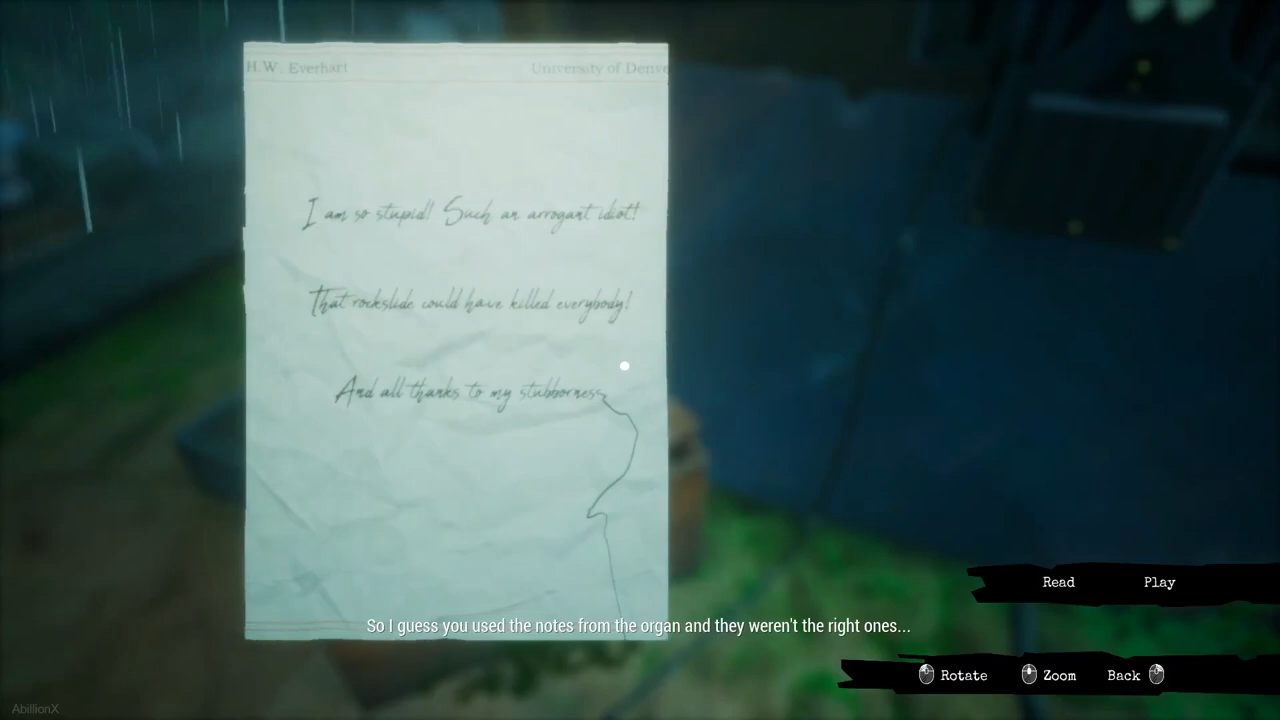 H.W. Everhart
University of Denve
I am so stupid! Such an arrogant idiot!
That rockslide could have killed everybody!
And all thanks to my stubborness
So I guess you used the notes from the organ and they weren't the right ones...
Read
Play
Rotate
Zoom
Back
AbillionX